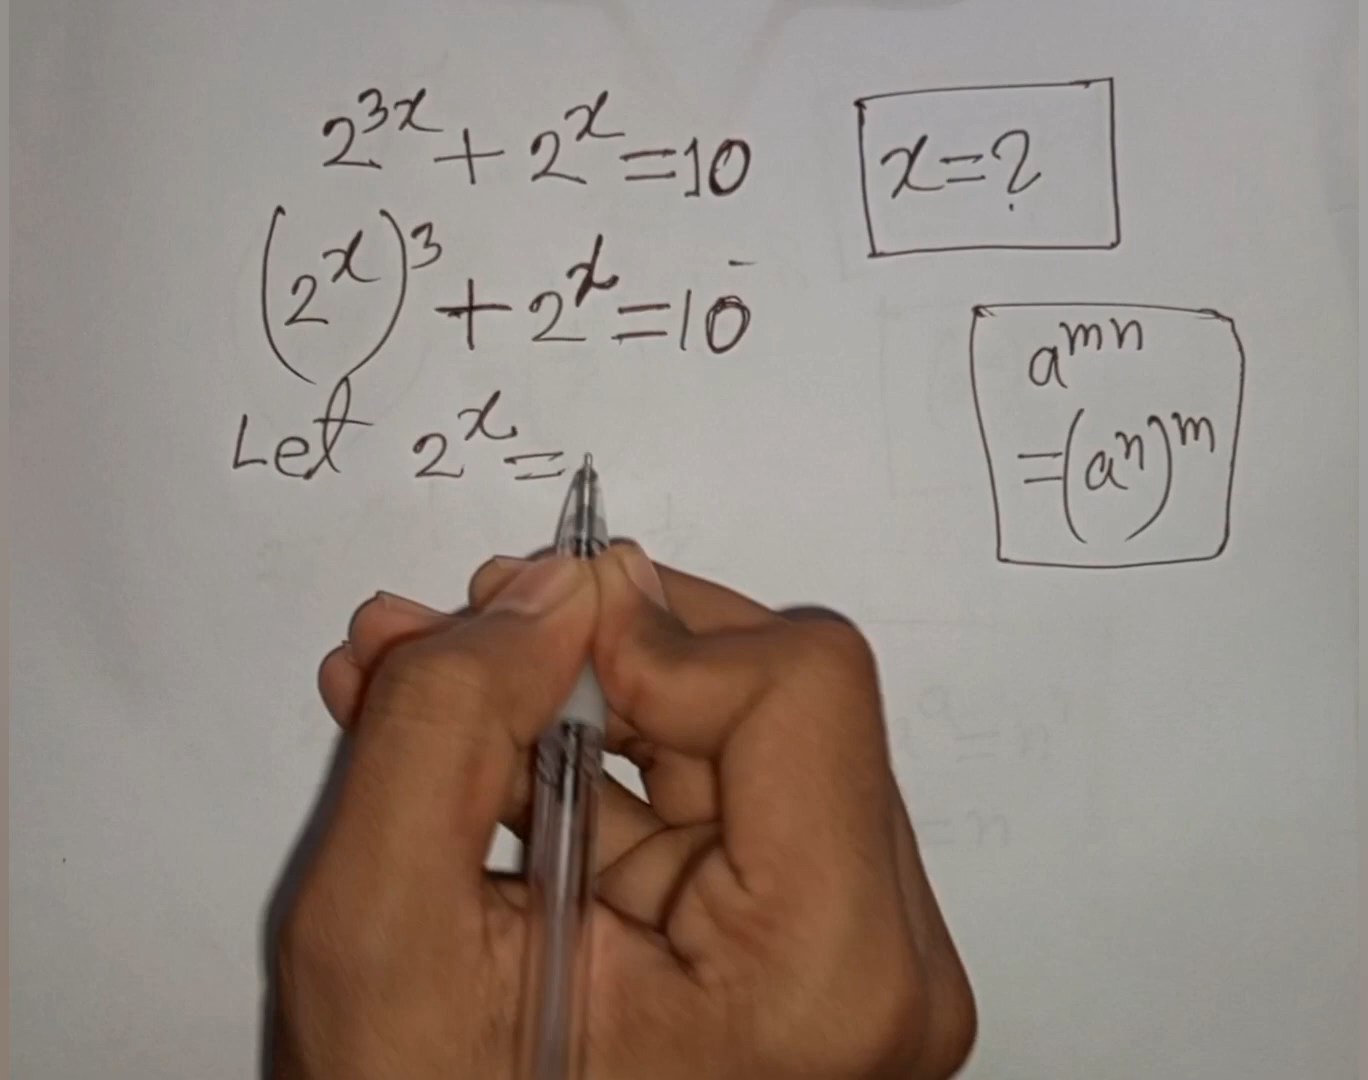 2^{3x} + 2^x = 10
x = ?
(2^x)^3 + 2^x = 10
a^{mn}
= (a^n)^m
Let 2^x =